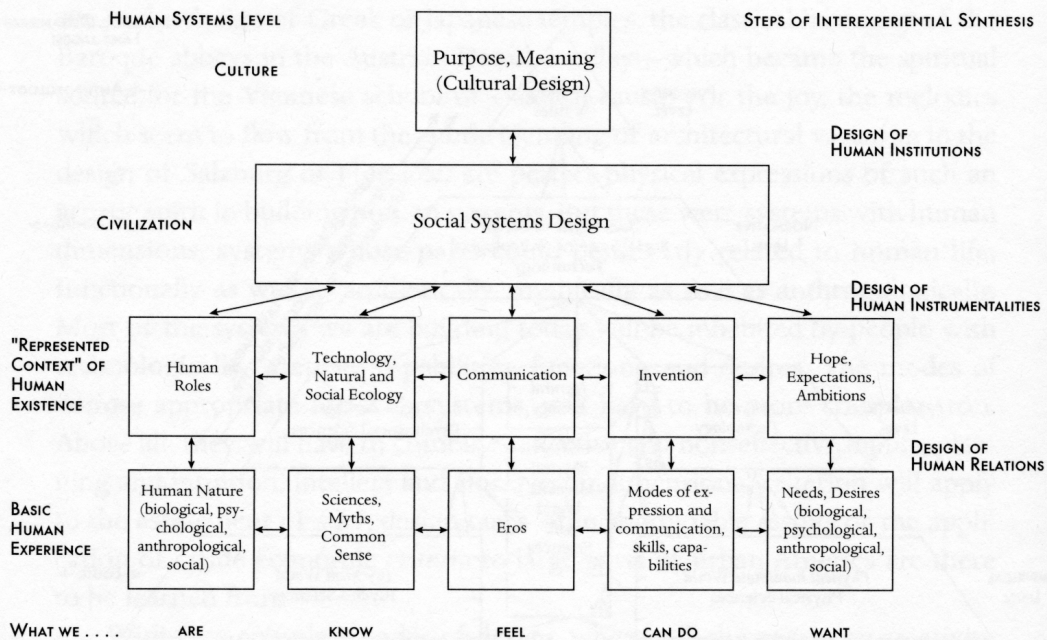 HUMAN SYSTEMS LEVEL
STEPS OF INTEREXPERIENTIAL SYNTHESIS
CULTURE
Purpose, Meaning
(Cultural Design)
DESIGN OF
HUMAN INSTITUTIONS
CIVILIZATION
Social Systems Design
DESIGN OF
HUMAN INSTRUMENTALITIES
"REPRESENTED
CONTEXT" OF
HUMAN
EXISTENCE
Human
Roles
Technology,
Natural and
Social Ecology
Communication
Invention
Hope,
Expectations,
Ambitions
DESIGN OF
HUMAN RELATIONS
BASIC
HUMAN
EXPERIENCE
Human Nature
(biological, psy-
chological,
anthropological,
social)
Sciences,
Myths,
Common
Sense
Eros
Modes of ex-
pression and
communication,
skills, capa-
bilities
Needs, Desires
(biological,
psychological,
anthropological,
social)
WHAT WE . . . . ARE KNOW FEEL CAN DO WANT